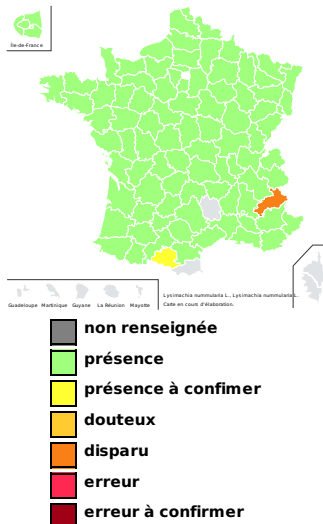 Île-de-France
Guadeloupe Martinique Guyane La Réunion Mayotte
Lysimachia nummularia L., Lysimachia nummularia L.
Carte en cours d'élaboration.
non renseignée
présence
présence à confimer
douteux
disparu
erreur
erreur à confirmer